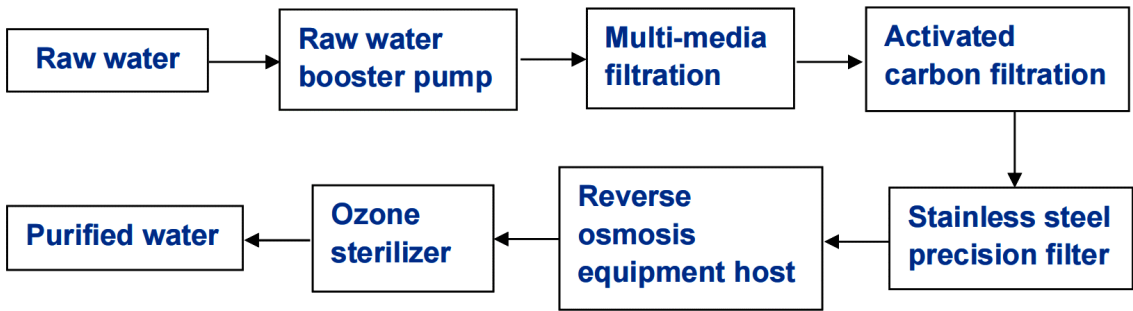 Raw water
Raw water
booster pump
Multi-media
filtration
Activated
carbon filtration
Stainless steel
precision filter
Reverse
osmosis
equipment host
Ozone
sterilizer
Purified water